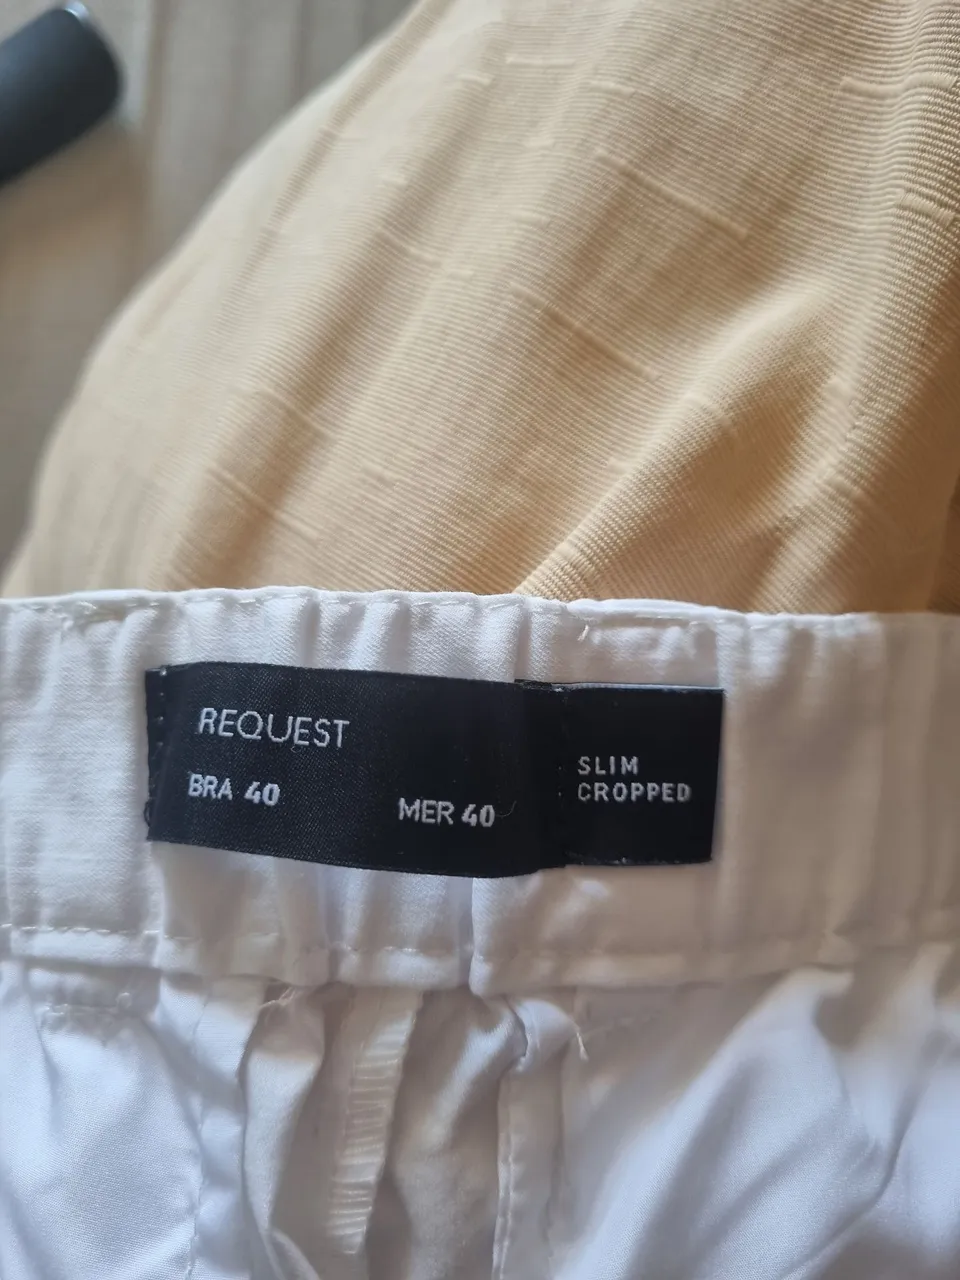 REQUEST
BRA 40
MER 40
SLIM
CROPPED